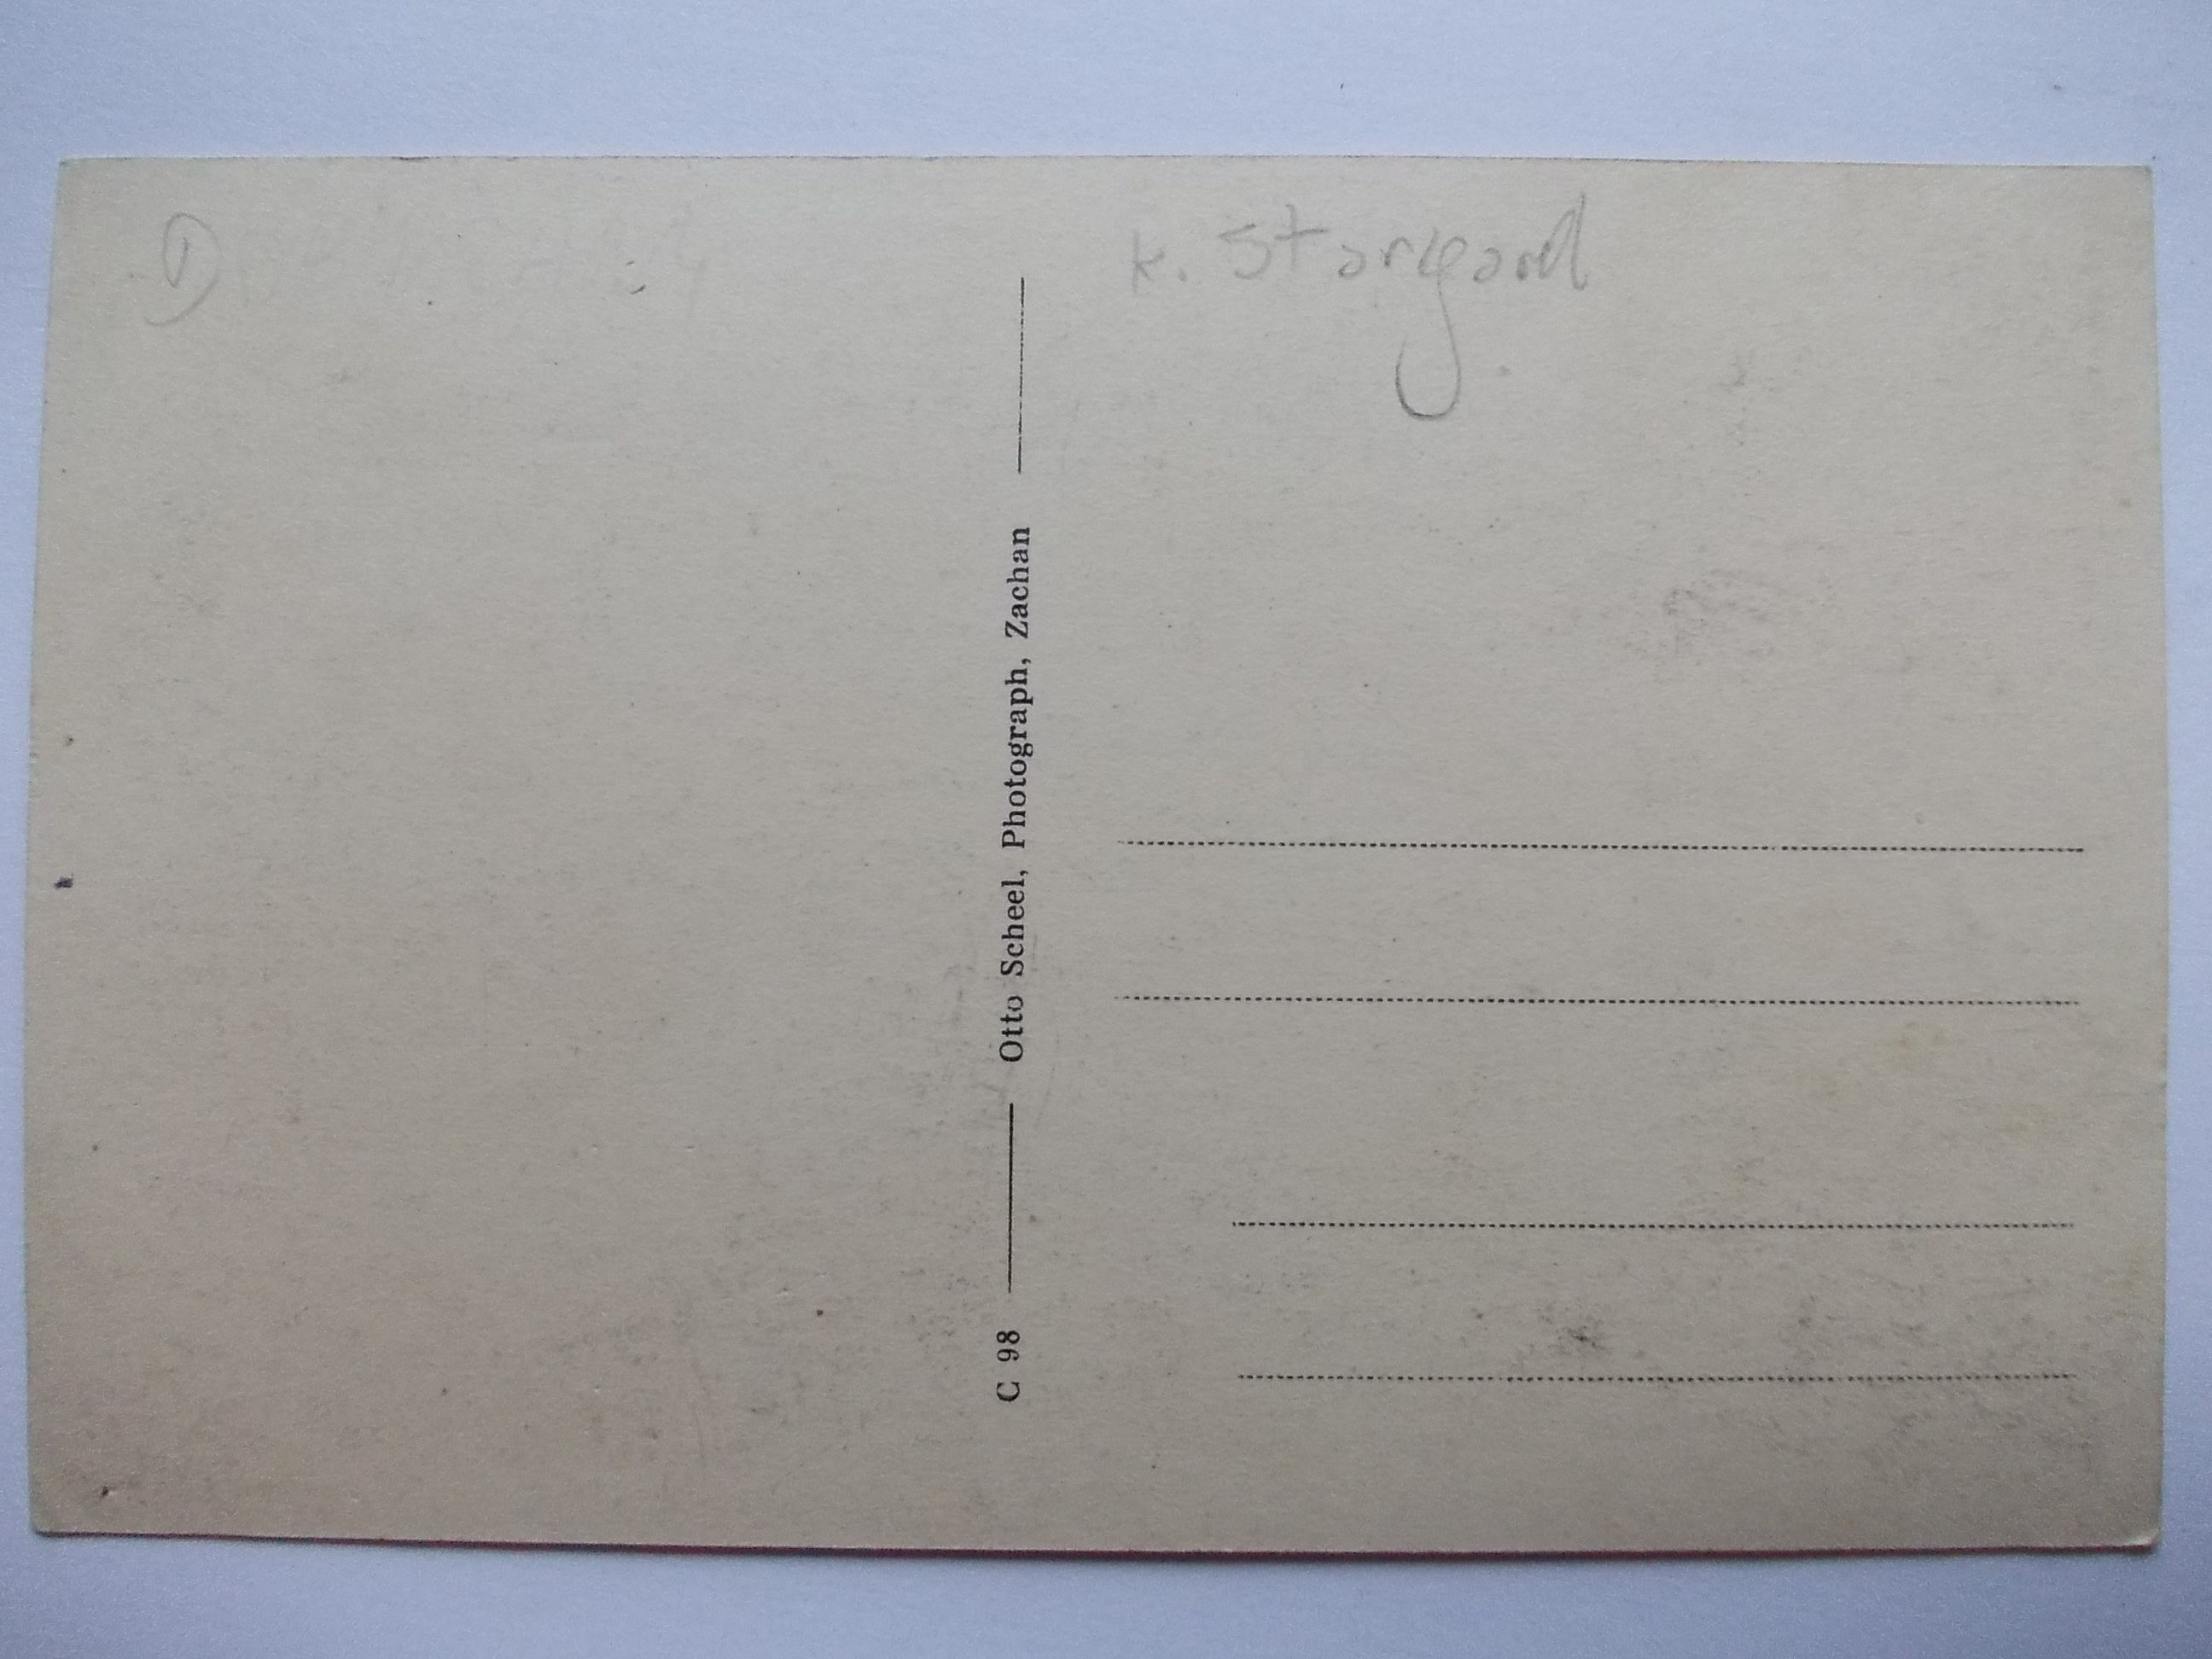 k. Stargard
Otto Scheel, Photograph, Zachan
C 98